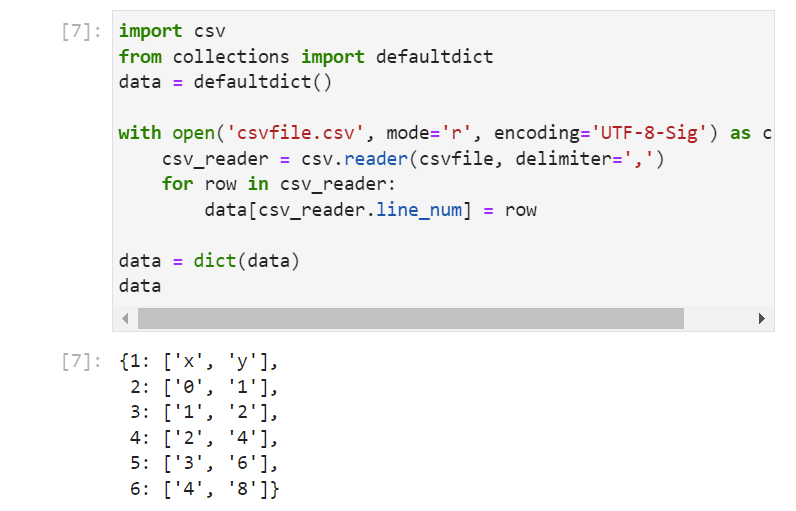 [7]: import csv
from collections import defaultdict
data = defaultdict()
with open('csvfile.csv', mode='r', encoding='UTF-8-Sig') as c
    csv_reader = csv.reader(csvfile, delimiter=',')
    for row in csv_reader:
        data[csv_reader.line_num] = row
data = dict(data)
data
[7]: {1: ['x', 'y'],
 2: ['0', '1'],
 3: ['1', '2'],
 4: ['2', '4'],
 5: ['3', '6'],
 6: ['4', '8']}